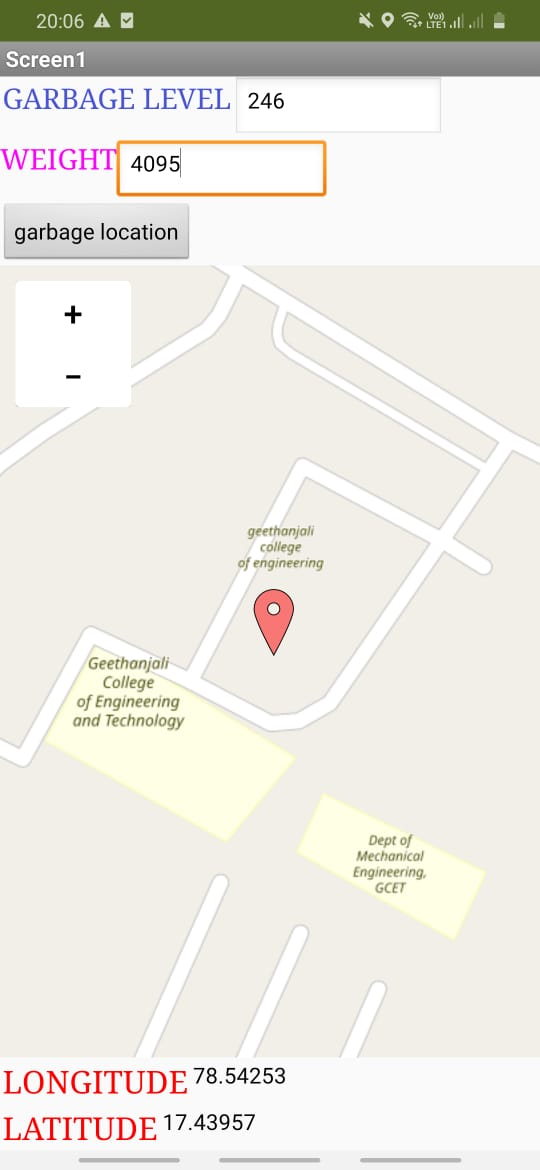 20:06 Vo)) LTE1
Screen1
GARBAGE LEVEL 246
WEIGHT 4095
garbage location
+
−
geethanjali
college
of engineering
Geethanjali
College
of Engineering
and Technology
Dept of
Mechanical
Engineering,
GCET
LONGITUDE 78.54253
LATITUDE 17.43957